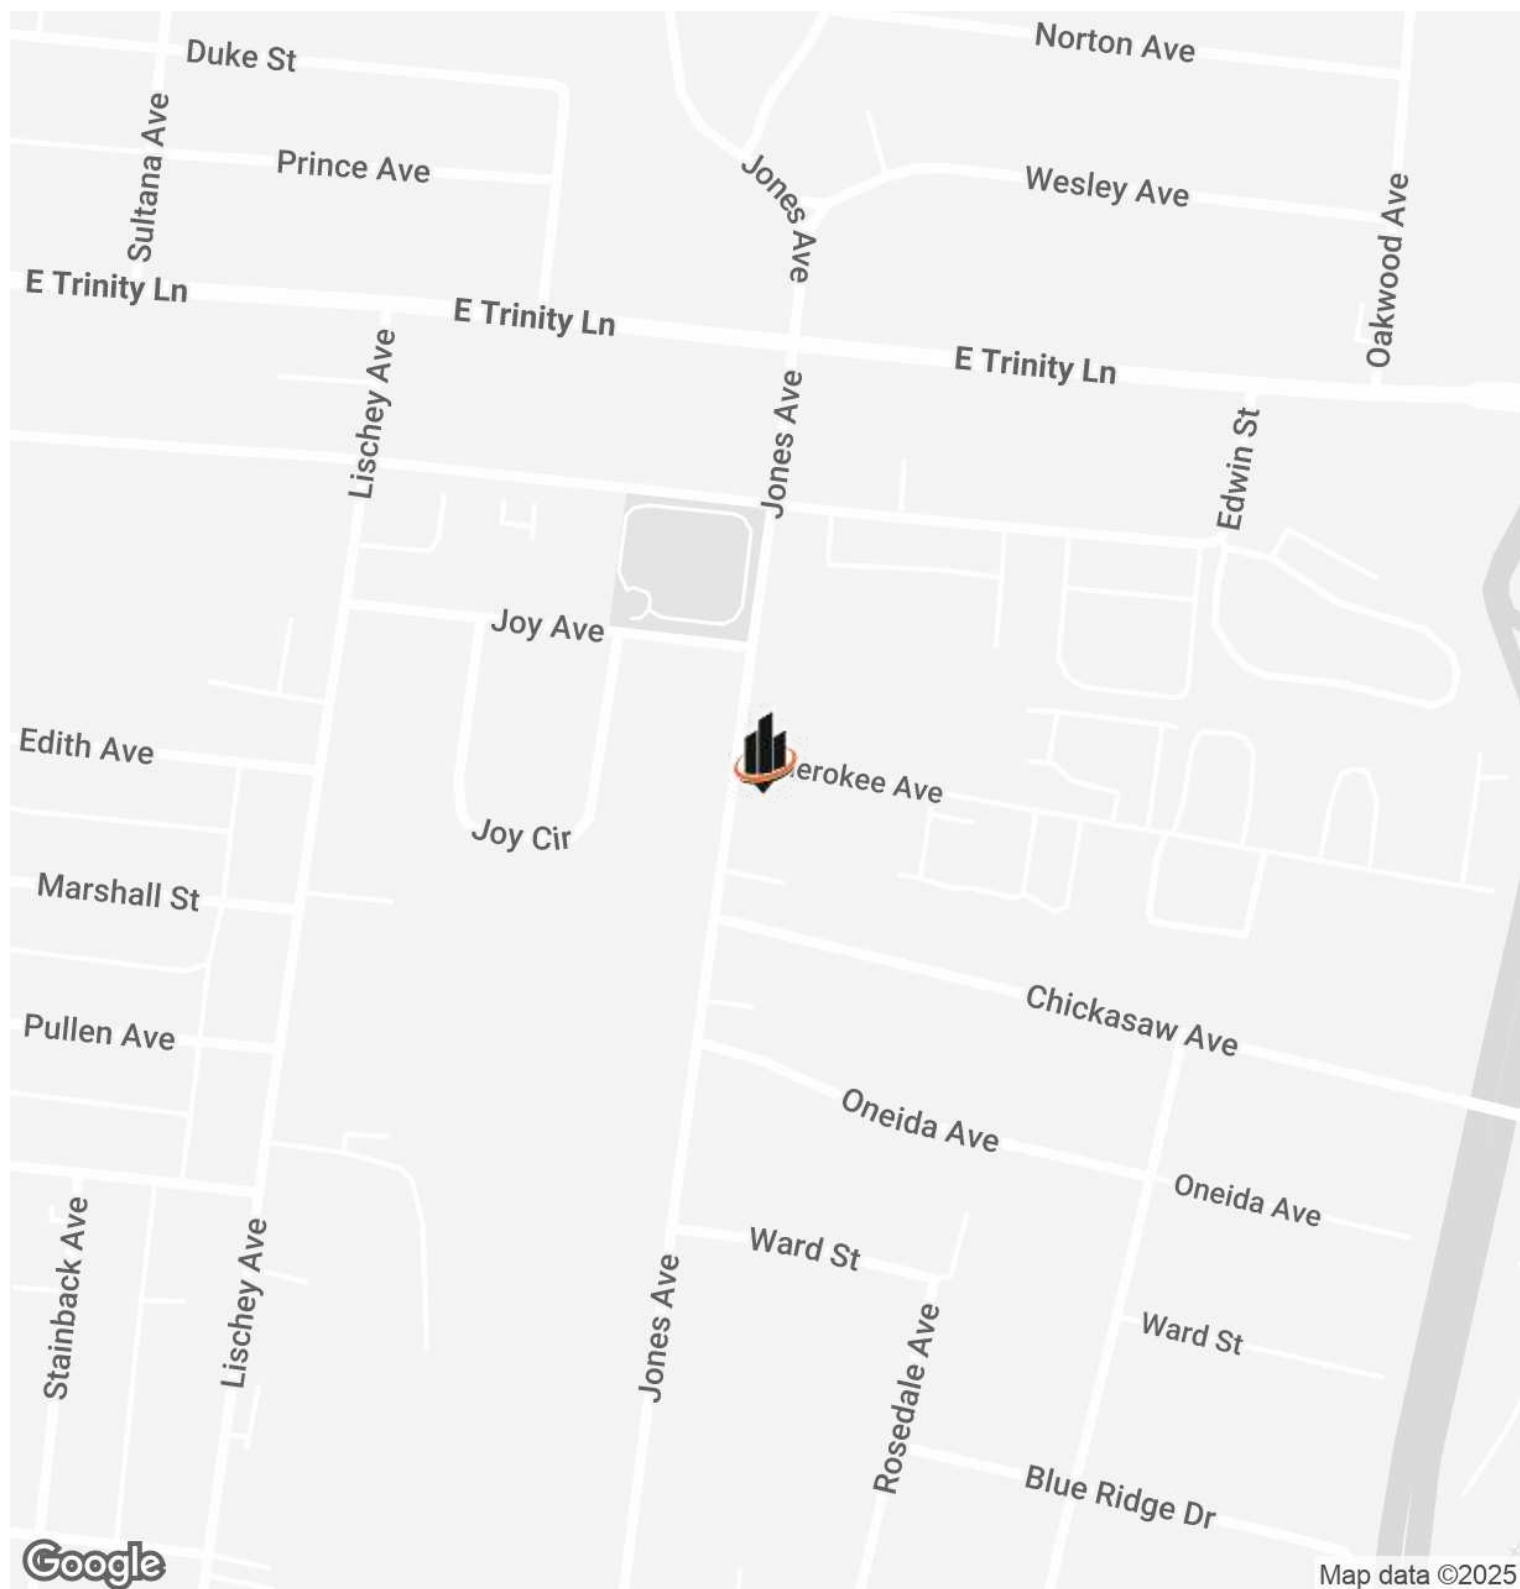 Norton Ave
Duke St
Sultana Ave
Prince Ave
Jones Ave
Wesley Ave
Oakwood Ave
E Trinity Ln
E Trinity Ln
E Trinity Ln
Lischey Ave
Jones Ave
Edwin St
Joy Ave
Edith Ave
erokee Ave
Joy Cir
Marshall St
Chickasaw Ave
Pullen Ave
Oneida Ave
Oneida Ave
Stainback Ave
Lischey Ave
Ward St
Jones Ave
Rosedale Ave
Ward St
Blue Ridge Dr
Google
Map data ©2025